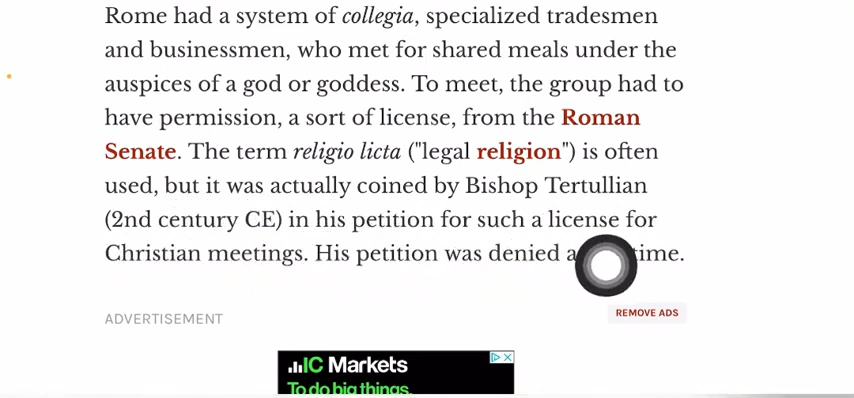 Rome had a system of collegia, specialized tradesmen
and businessmen, who met for shared meals under the
auspices of a god or goddess. To meet, the group had to
have permission, a sort of license, from the Roman
Senate. The term religio licta ("legal religion") is often
used, but it was actually coined by Bishop Tertullian
(2nd century CE) in his petition for such a license for
Christian meetings. His petition was denied time.
ADVERTISEMENT
REMOVE ADS
IC Markets
To do big things.